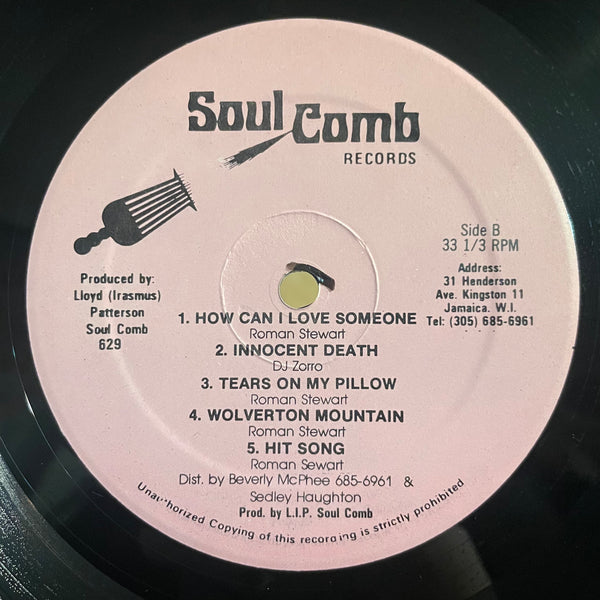 Soul Comb
RECORDS
Side B
33 1/3 RPM
Produced by:
Lloyd (Irasmus)
Patterson
Soul Comb
629
Address:
31 Henderson
Ave. Kingston 11
Jamaica. W.I.
Tel: (305) 685-6961
1. HOW CAN I LOVE SOMEONE
Roman Stewart
2. INNOCENT DEATH
DJ Zorro
3. TEARS ON MY PILLOW
Roman Stewart
4. WOLVERTON MOUNTAIN
Roman Stewart
5. HIT SONG
Roman Sewart
Dist. by Beverly McPhee 685-6961 &
Sedley Haughton
Prod. by L.I.P. Soul Comb
Unauthorized Copying of this recording is strictly prohibited